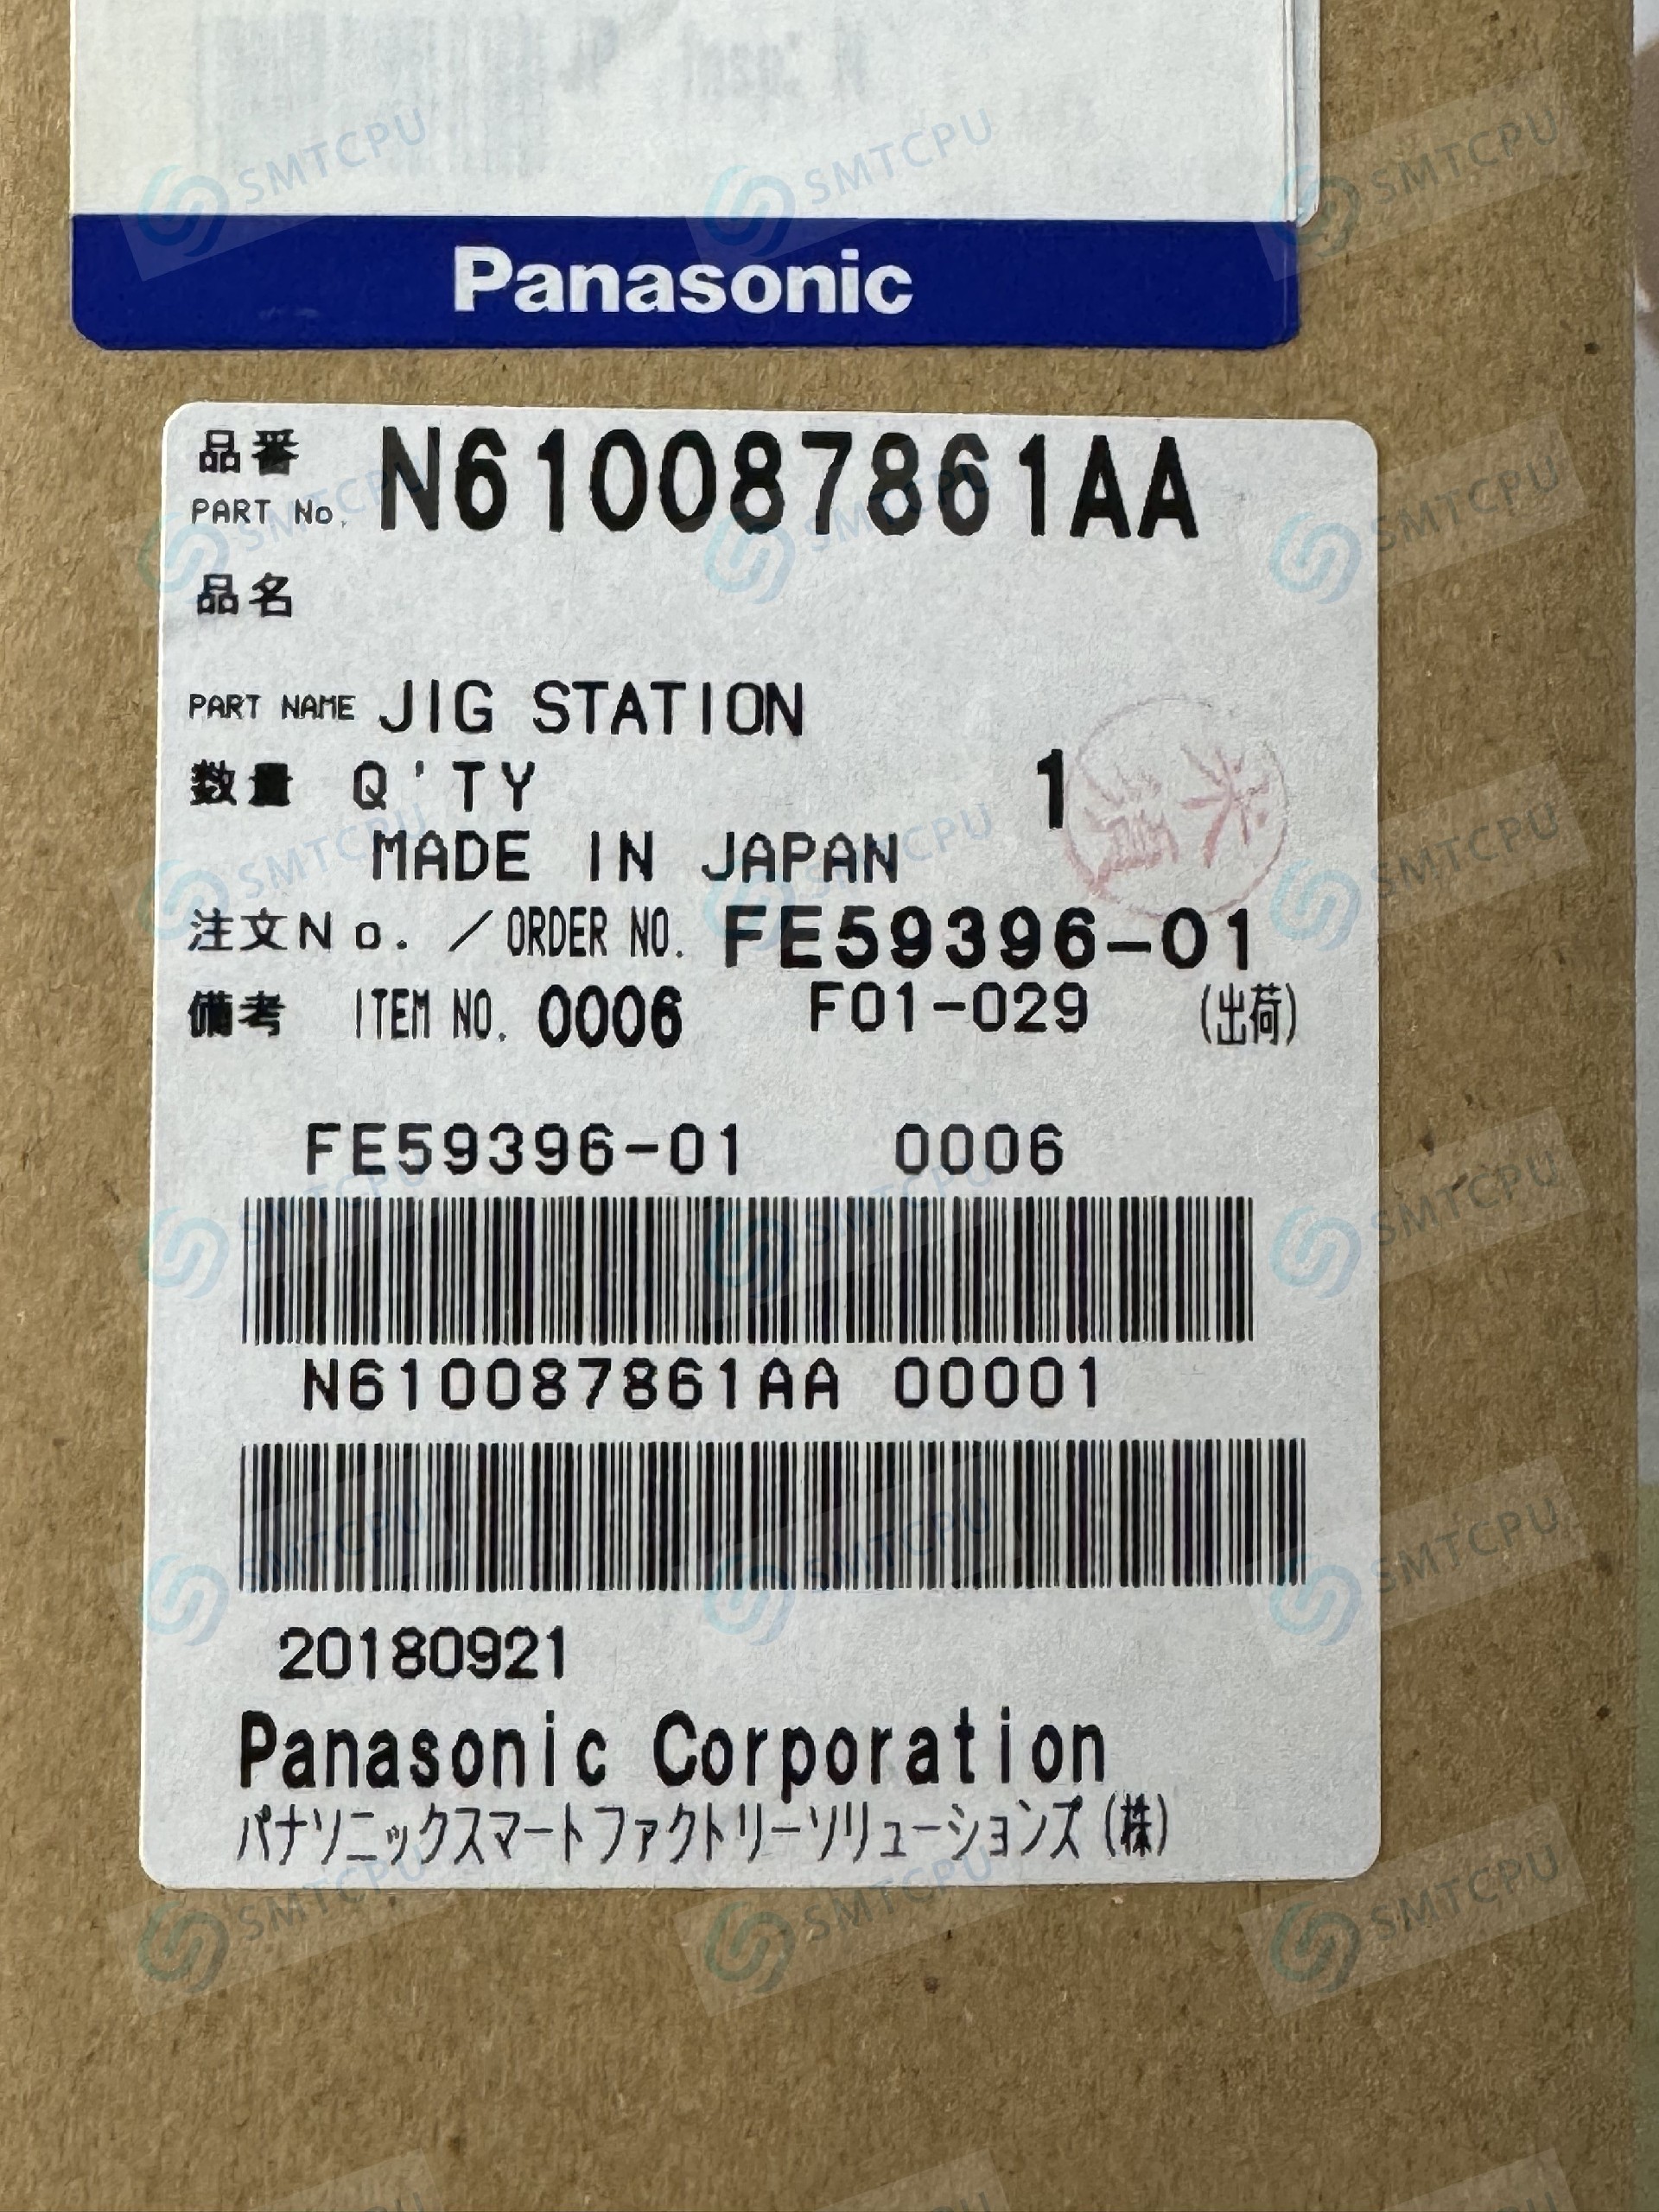 Panasonic
品番
PART No. N610087861AA
品名
PART NAME JIG STATION
数量 Q'TY 1
MADE IN JAPAN
注文No. ／ORDER NO. FE59396-01
備考 ITEM NO. 0006 F01-029 (出荷)
FE59396-01 0006
N610087861AA 00001
20180921
Panasonic Corporation
パナソニックスマートファクトリーソリューションズ(株)
SMTCPU